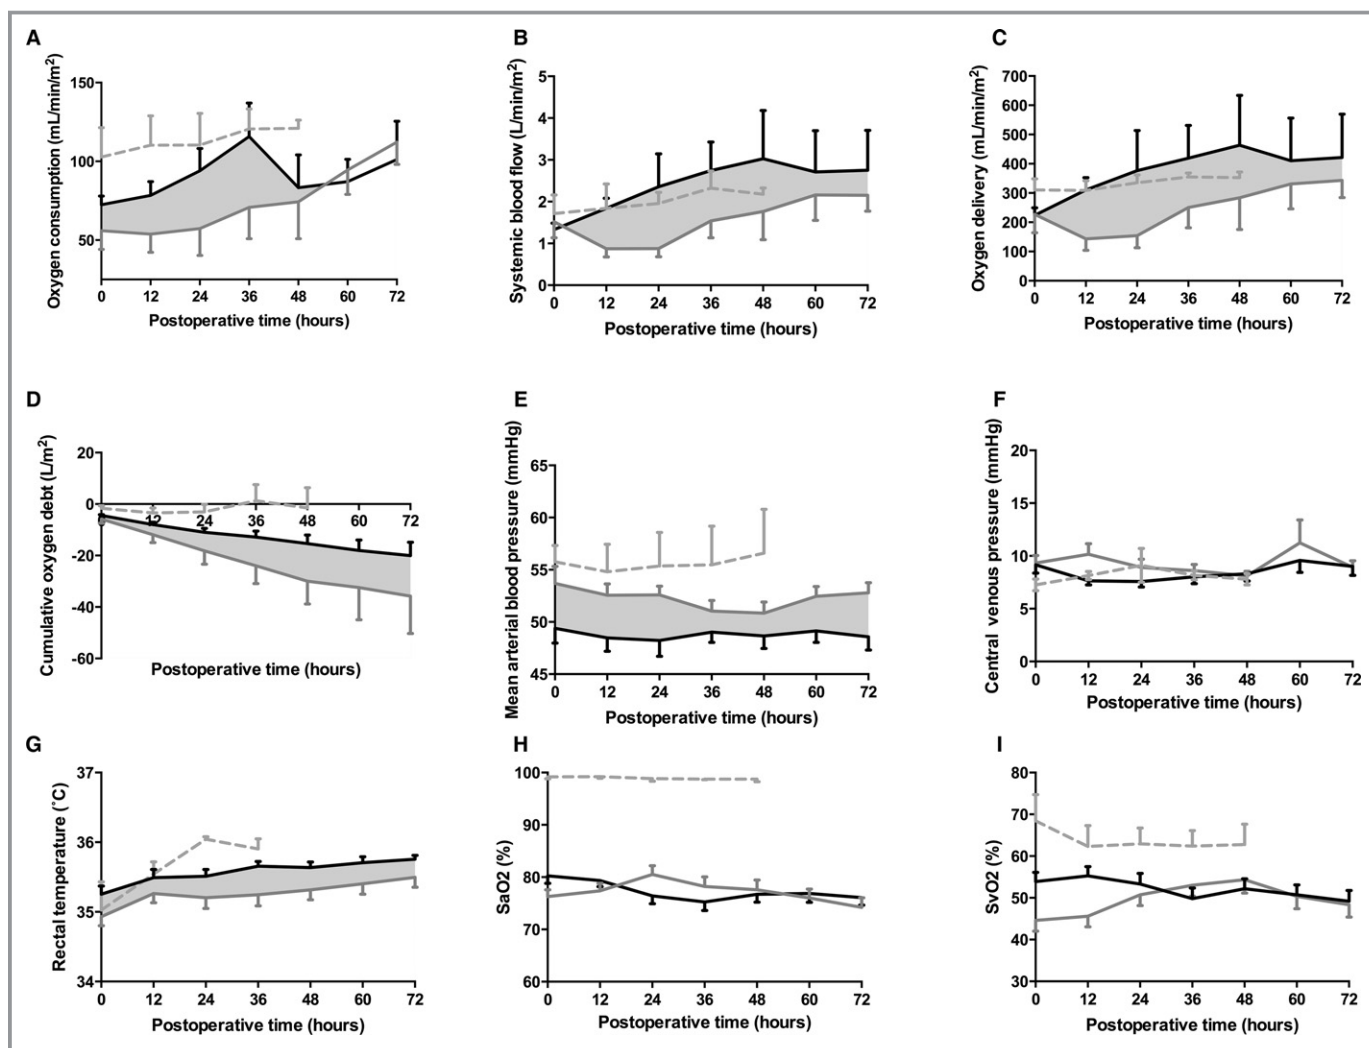 A
Oxygen consumption (mL/min/m²)
150
100
50
0 12 24 36 48 60 72
Postoperative time (hours)
B
Systemic blood flow (L/min/m²)
5
4
3
2
1
0
0 12 24 36 48 60 72
Postoperative time (hours)
C
Oxygen delivery (mL/min/m²)
700
600
500
400
300
200
100
0
0 12 24 36 48 60 72
Postoperative time (hours)
D
Cumulative oxygen debt (L/m²)
20
0
-20
-40
-60
12 24 36 48 60 72
Postoperative time (hours)
E
Mean arterial blood pressure (mmHg)
65
60
55
50
45
0 12 24 36 48 60 72
Postoperative time (hours)
F
Central venous pressure (mmHg)
20
15
10
5
0
0 12 24 36 48 60 72
Postoperative time (hours)
G
Rectal temperature (˚C)
37
36
35
34
0 12 24 36 48 60 72
Postoperative time (hours)
H
SaO2 (%)
100
90
80
70
60
0 12 24 36 48 60 72
Postoperative time (hours)
I
SvO2 (%)
80
70
60
50
40
30
0 12 24 36 48 60 72
Postoperative time (hours)